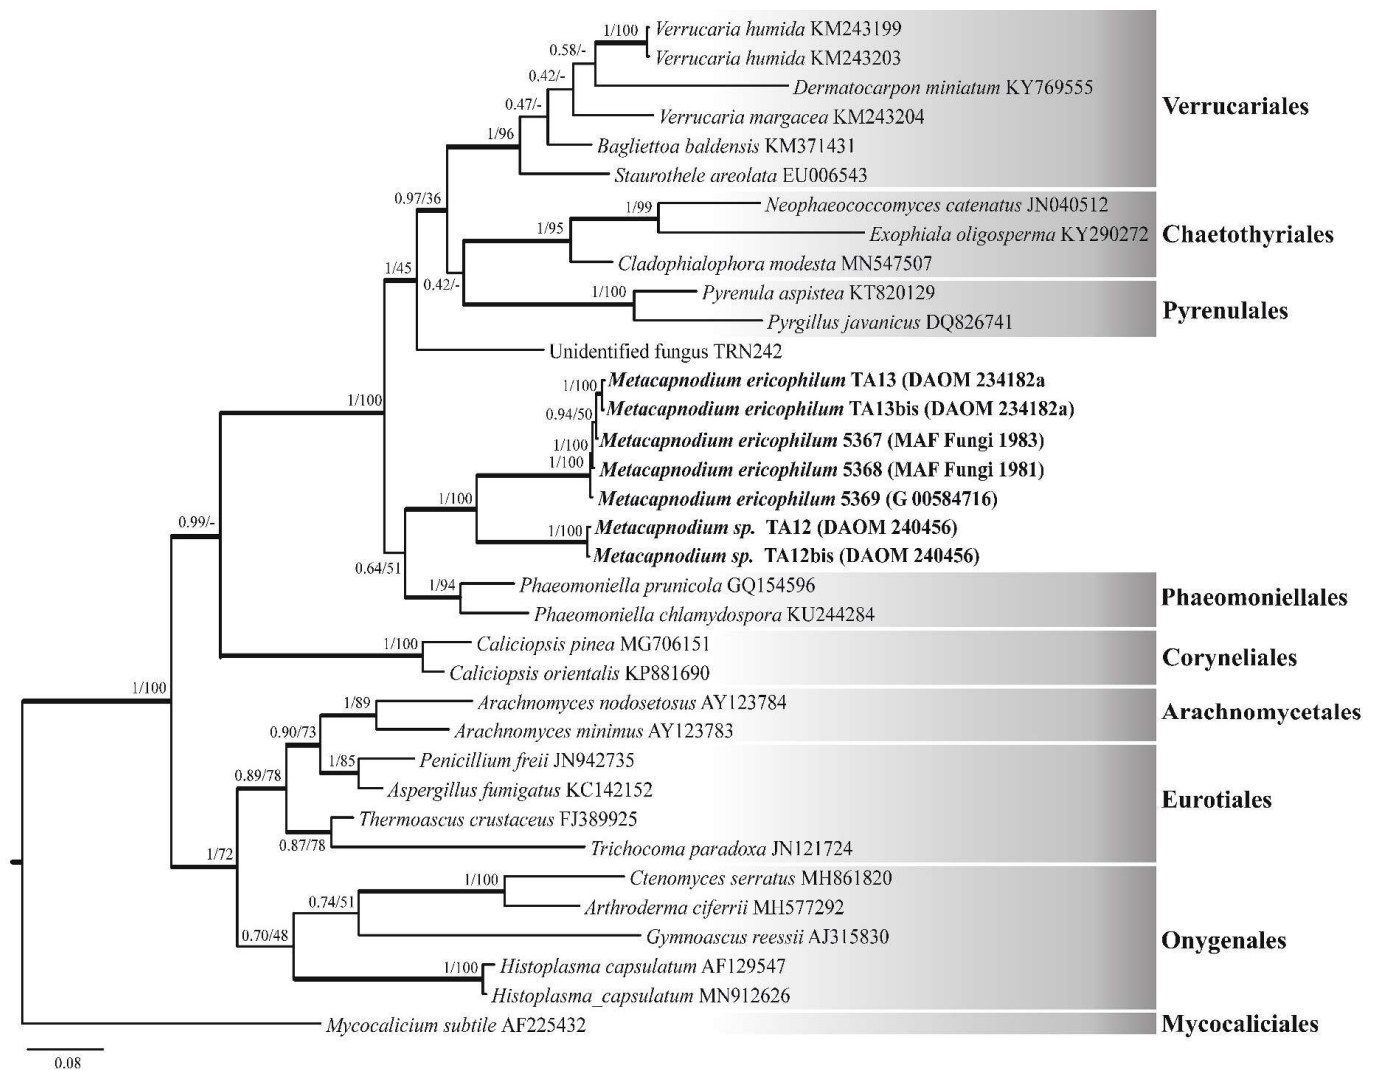 1/100
Verrucaria humida KM243199
0.58/-
Verrucaria humida KM243203
0.42/-
Dermatocarpon miniatum KY769555
0.47/-
Verrucaria margacea KM243204
Verrucariales
1/96
Bagliettoa baldensis KM371431
Staurothele areolata EU006543
0.97/36
1/99
Neophaeococcomyces catenatus JN040512
1/95
Exophiala oligosperma KY290272
Chaetothyriales
1/45
Cladophialophora modesta MN547507
0.42/-
1/100
Pyrenula aspistea KT820129
Pyrgillus javanicus DQ826741
Pyrenulales
Unidentified fungus TRN242
1/100
Metacapnodium ericophilum TA13 (DAOM 234182a
1/100
0.94/50
Metacapnodium ericophilum TA13bis (DAOM 234182a)
1/100
Metacapnodium ericophilum 5367 (MAF Fungi 1983)
1/100
Metacapnodium ericophilum 5368 (MAF Fungi 1981)
1/100
Metacapnodium ericophilum 5369 (G 00584716)
0.99/-
1/100
Metacapnodium sp. TA12 (DAOM 240456)
Metacapnodium sp. TA12bis (DAOM 240456)
0.64/51
1/94
Phaeomoniella prunicola GQ154596
Phaeomoniella chlamydospora KU244284
Phaeomoniellales
1/100
Caliciopsis pinea MG706151
Caliciopsis orientalis KP881690
Coryneliales
1/100
1/89
Arachnomyces nodosetosus AY123784
Arachnomyces minimus AY123783
Arachnomycetales
0.90/73
1/85
Penicillium freii JN942735
0.89/78
Aspergillus fumigatus KC142152
Eurotiales
Thermoascus crustaceus FJ389925
0.87/78
Trichocoma paradoxa JN121724
1/72
1/100
Ctenomyces serratus MH861820
0.74/51
Arthroderma ciferrii MH577292
0.70/48
Gymnoascus reessii AJ315830
Onygenales
1/100
Histoplasma capsulatum AF129547
Histoplasma_capsulatum MN912626
Mycocalicium subtile AF225432
Mycocaliciales
0.08